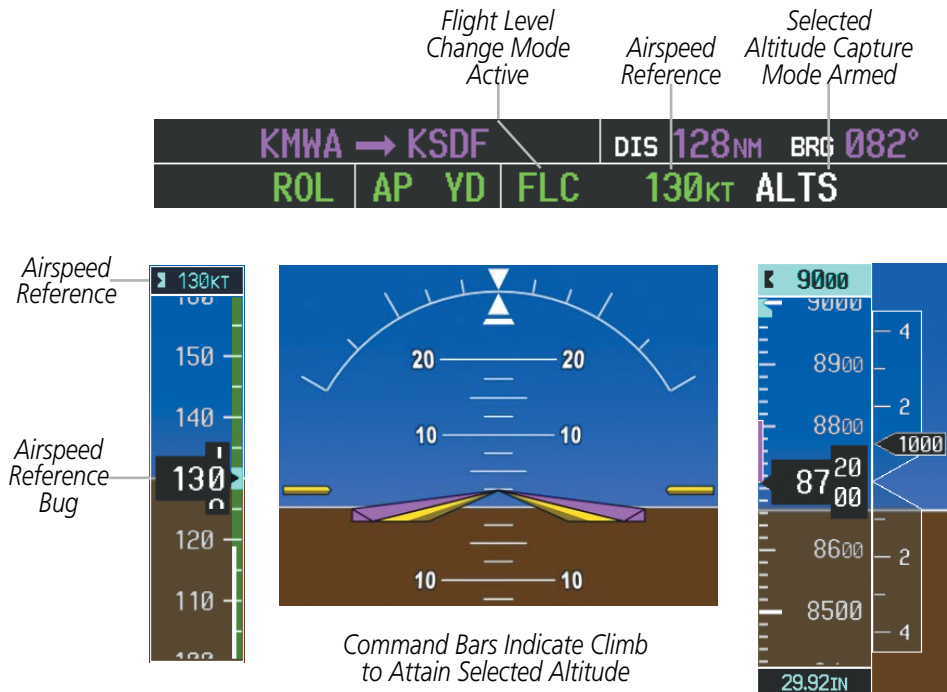 Flight Level
Change Mode
Active
Airspeed
Reference
Selected
Altitude Capture
Mode Armed
KMWA → KSDF DIS 128NM BRG 082°
ROL AP YD FLC 130KT ALTS
Airspeed
Reference
130KT
150
140
130
120
110
Airspeed
Reference
Bug
20 20
10 10
10 10
Command Bars Indicate Climb
to Attain Selected Altitude
9000
9000
8900
8800
87 20
00
8600
8500
4
2
1000
2
4
29.92IN